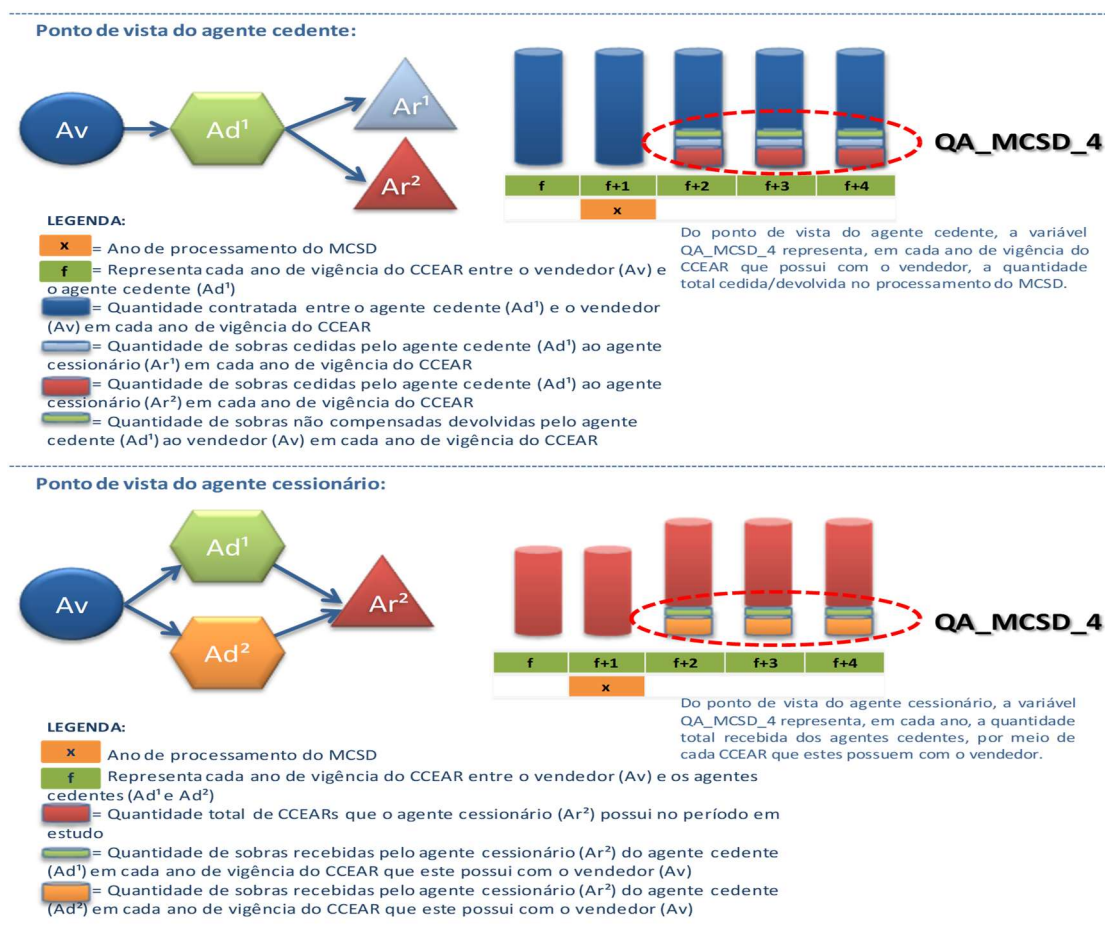 Ponto de vista do agente cedente:
Av
Ad¹
Ar¹
Ar²
QA_MCSD_4
f
f+1
f+2
f+3
f+4
x
LEGENDA:
x = Ano de processamento do MCSD
f = Representa cada ano de vigência do CCEAR entre o vendedor (Av) e
o agente cedente (Ad¹)
= Quantidade contratada entre o agente cedente (Ad¹) e o vendedor
(Av) em cada ano de vigência do CCEAR
= Quantidade de sobras cedidas pelo agente cedente (Ad¹) ao agente
cessionário (Ar¹) em cada ano de vigência do CCEAR
= Quantidade de sobras cedidas pelo agente cedente (Ad¹) ao agente
cessionário (Ar²) em cada ano de vigência do CCEAR
= Quantidade de sobras não compensadas devolvidas pelo agente
cedente (Ad¹) ao vendedor (Av) em cada ano de vigência do CCEAR
Do ponto de vista do agente cedente, a variável
QA_MCSD_4 representa, em cada ano de vigência do
CCEAR que possui com o vendedor, a quantidade
total cedida/devolvida no processamento do MCSD.
Ponto de vista do agente cessionário:
Av
Ad¹
Ad²
Ar²
QA_MCSD_4
f
f+1
f+2
f+3
f+4
x
Do ponto de vista do agente cessionário, a variável
QA_MCSD_4 representa, em cada ano, a quantidade
total recebida dos agentes cedentes, por meio de
cada CCEAR que estes possuem com o vendedor.
LEGENDA:
x Ano de processamento do MCSD
f Representa cada ano de vigência do CCEAR entre o vendedor (Av) e os agentes
cedentes (Ad¹ e Ad²)
= Quantidade total de CCEARs que o agente cessionário (Ar²) possui no período em
estudo
= Quantidade de sobras recebidas pelo agente cessionário (Ar²) do agente cedente
(Ad¹) em cada ano de vigência do CCEAR que este possui com o vendedor (Av)
= Quantidade de sobras recebidas pelo agente cessionário (Ar²) do agente cedente
(Ad²) em cada ano de vigência do CCEAR que este possui com o vendedor (Av)